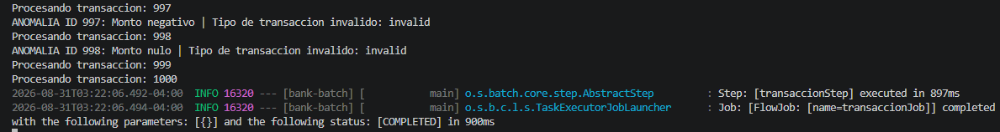 Procesando transaccion: 997
ANOMALIA ID 997: Monto negativo | Tipo de transaccion invalido: invalid
Procesando transaccion: 998
ANOMALIA ID 998: Monto nulo | Tipo de transaccion invalido: invalid
Procesando transaccion: 999
Procesando transaccion: 1000
2026-08-31T03:22:06.492-04:00  INFO 16320 --- [bank-batch] [           main] o.s.batch.core.step.AbstractStep         : Step: [transaccionStep] executed in 897ms
2026-08-31T03:22:06.494-04:00  INFO 16320 --- [bank-batch] [           main] o.s.b.c.l.s.TaskExecutorJobLauncher      : Job: [FlowJob: [name=transaccionJob]] completed
with the following parameters: [{}] and the following status: [COMPLETED] in 900ms